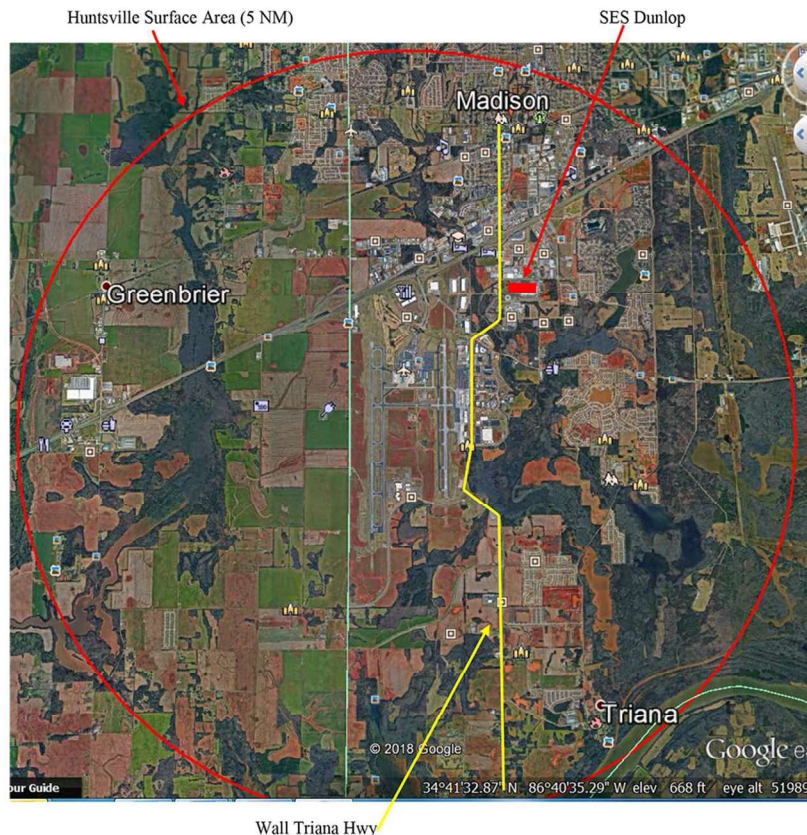 Huntsville Surface Area (5 NM)
SES Dunlop
Madison
Greenbrier
Triana
© 2018 Google
Google e
our Guide
34°41'32.87" N 86°40'35.29" W elev 668 ft eye alt 51989
Wall Triana Hwy